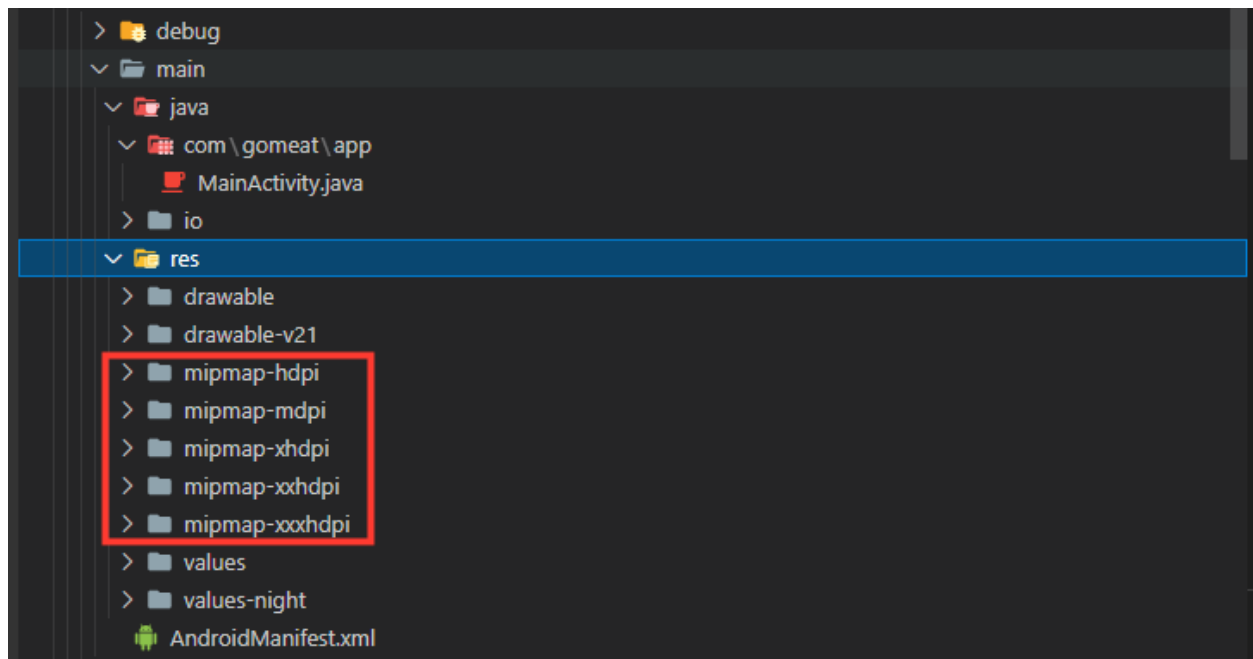 debug
main
java
com\gomeat\app
MainActivity.java
io
res
drawable
drawable-v21
mipmap-hdpi
mipmap-mdpi
mipmap-xhdpi
mipmap-xxhdpi
mipmap-xxxhdpi
values
values-night
AndroidManifest.xml